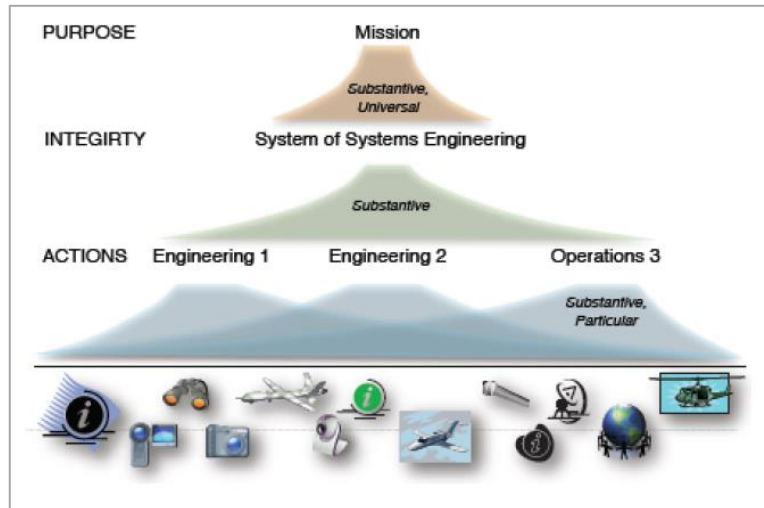 PURPOSE Mission
Substantive,
Universal
INTEGIRTY System of Systems Engineering
Substantive
ACTIONS Engineering 1 Engineering 2 Operations 3
Substantive,
Particular
i
i
i